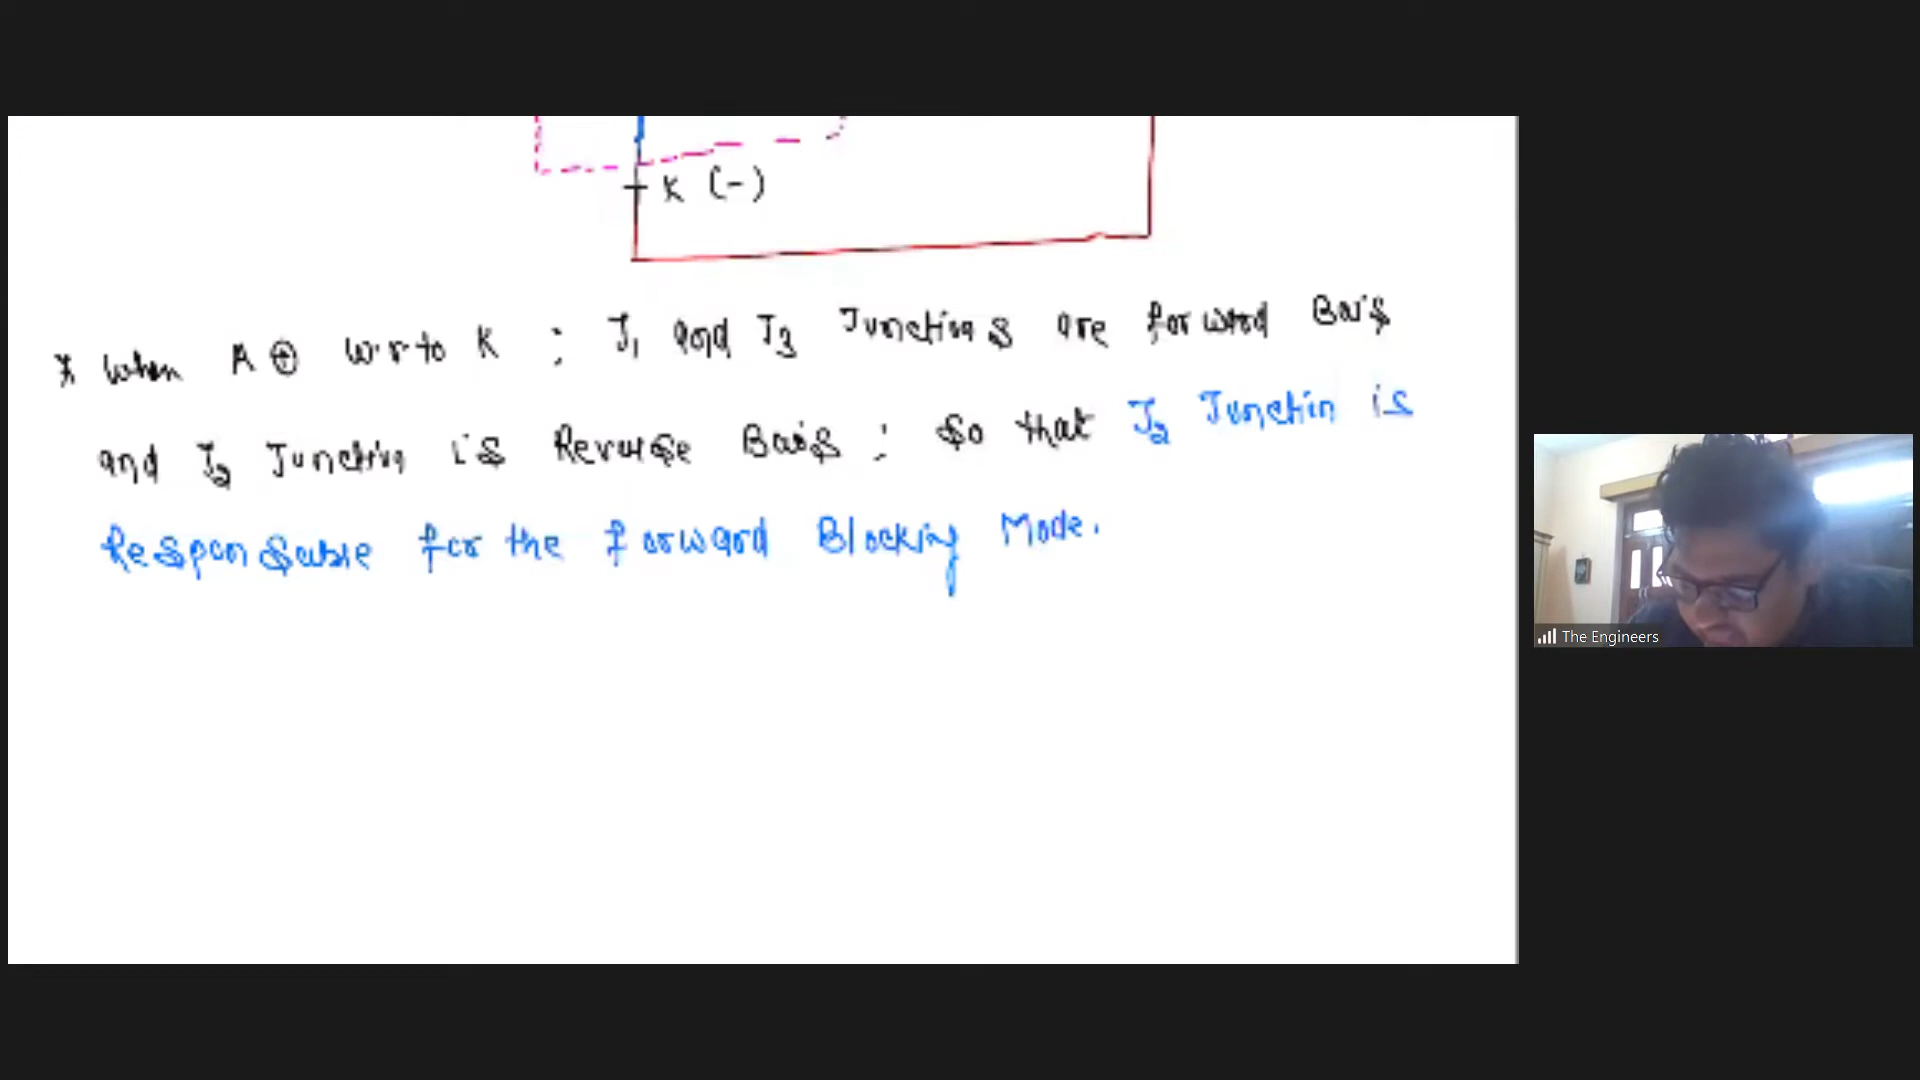 K (-)
* When A ⊕ w.r to K : J1 and J3 Junctions are forward Bais
and J2 Junction is Reverse Bais : so that J2 Junctin is
Responsable for the forward Blocking Mode.
The Engineers